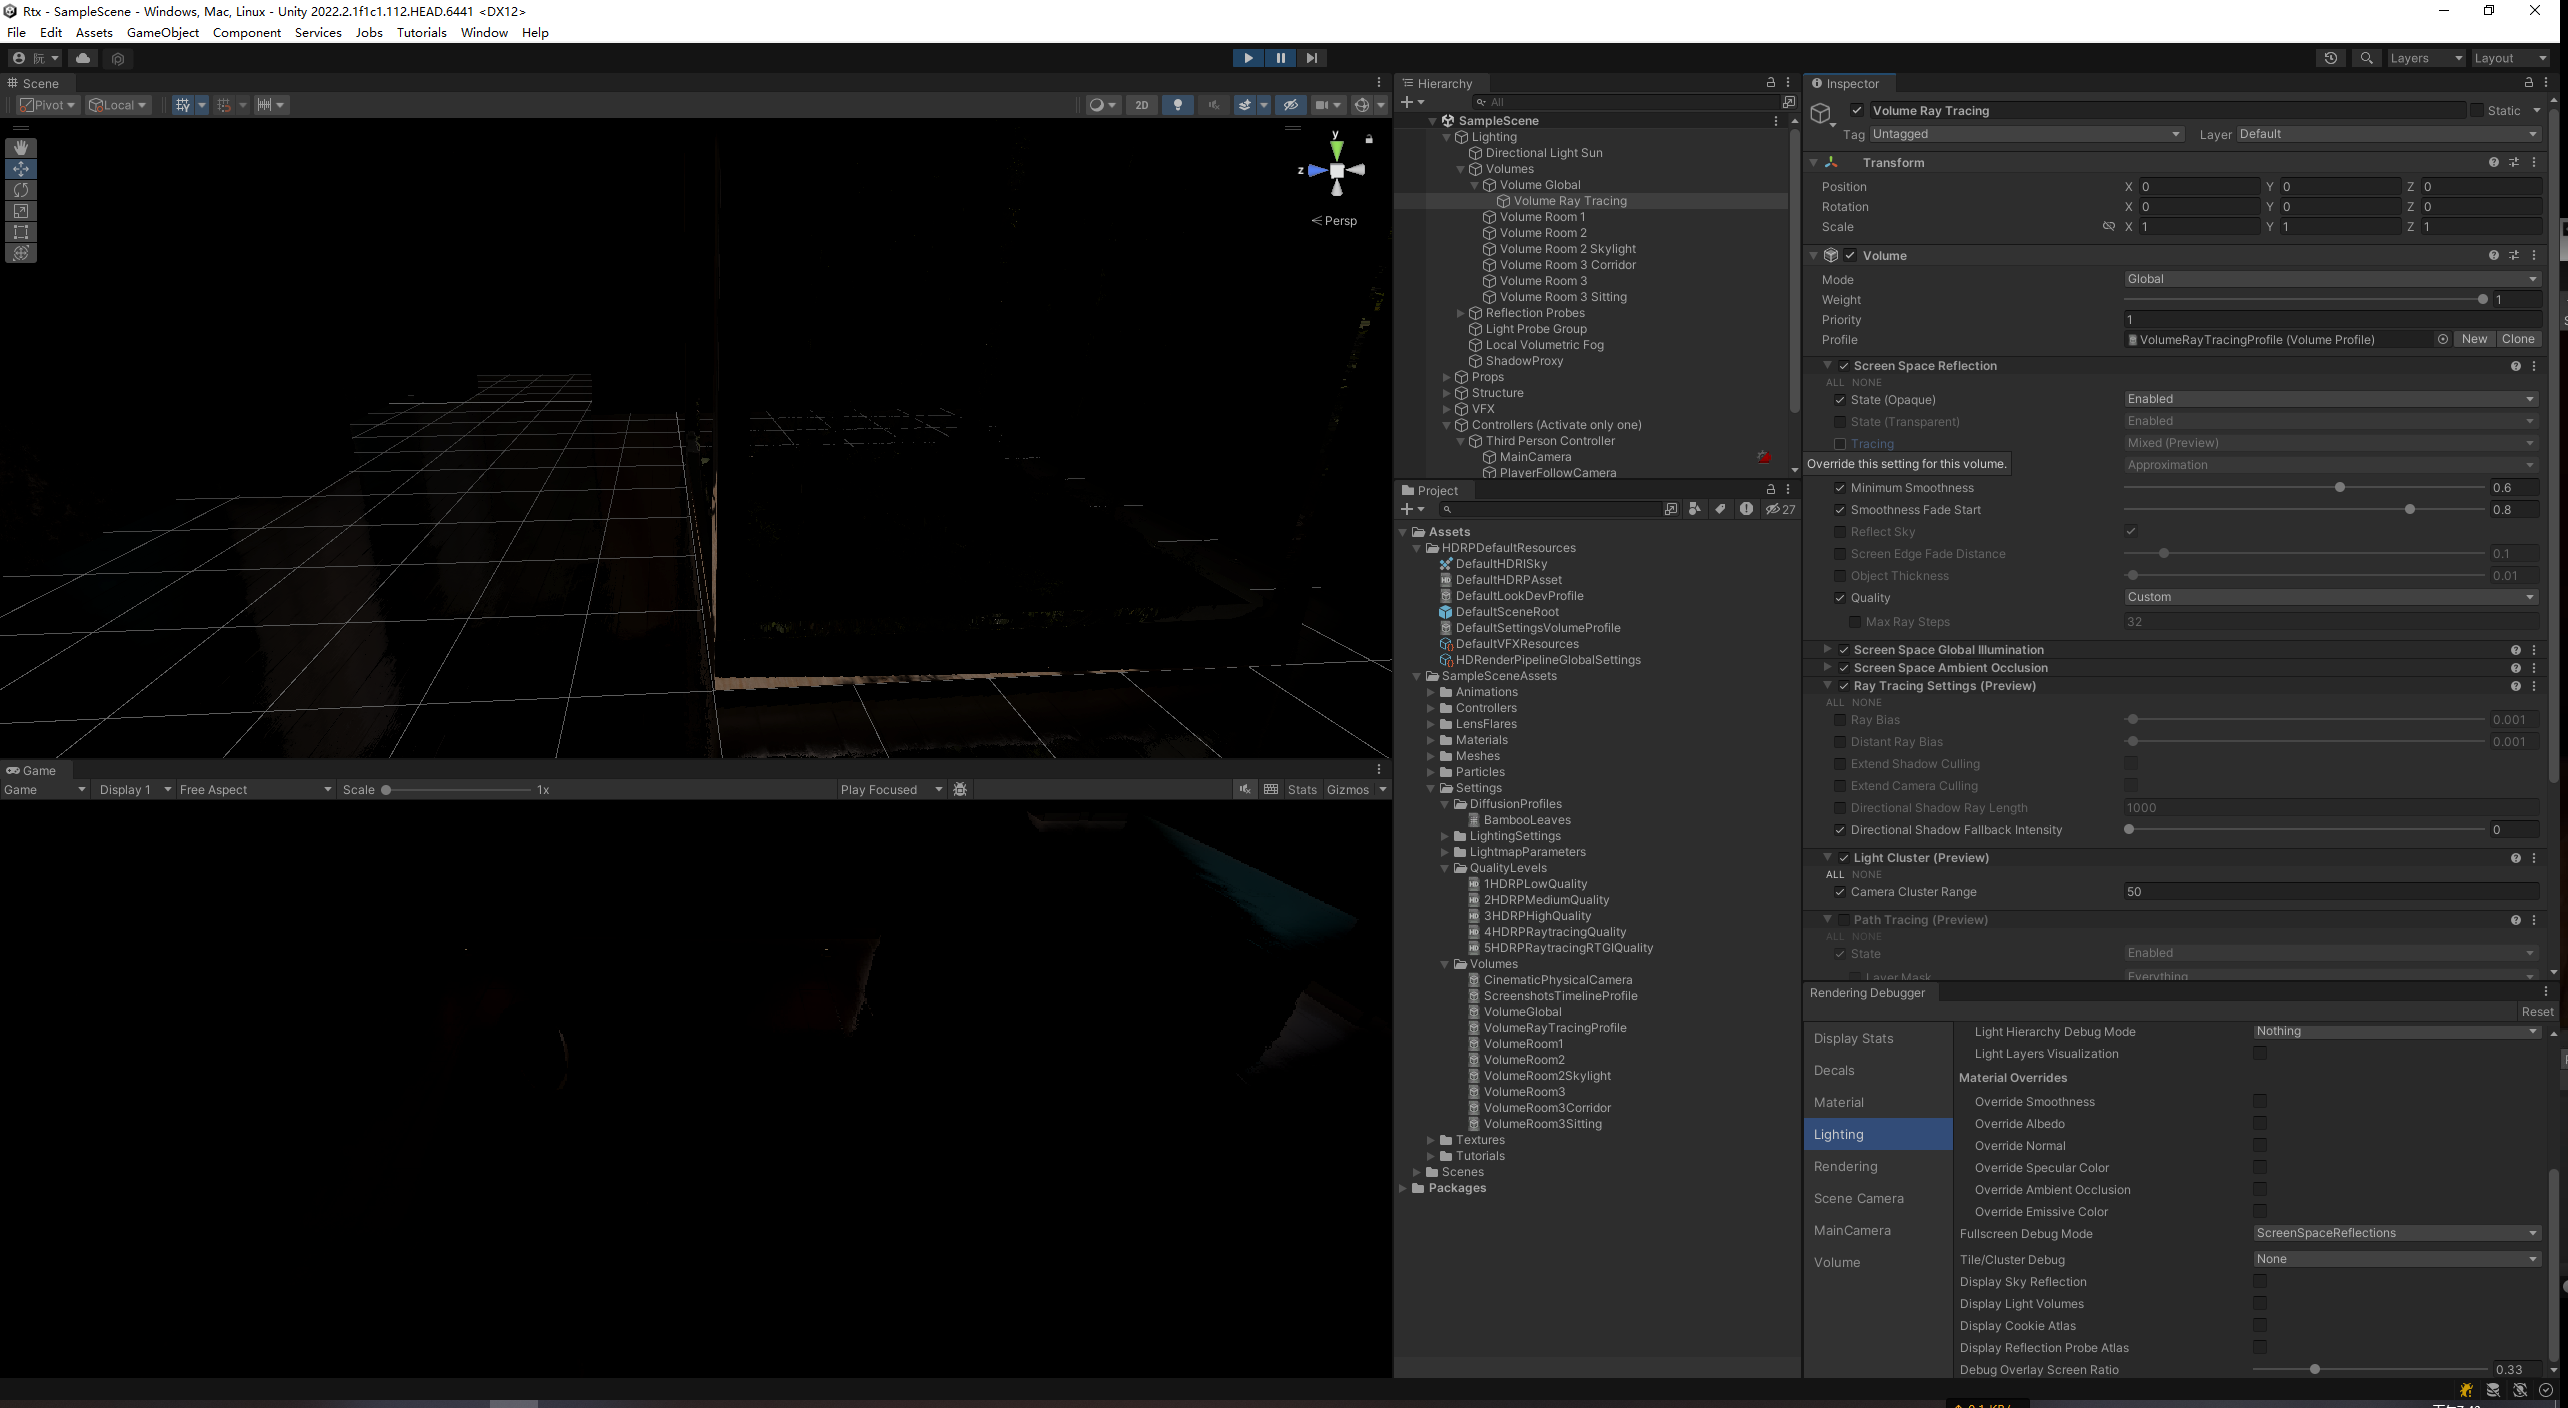 Rtx - SampleScene - Windows, Mac, Linux - Unity 2022.2.1f1c1.112.HEAD.6441 <DX12>
File Edit Assets GameObject Component Services Jobs Tutorials Window Help
阮
Layers
Layout
Scene
Pivot
Local
2D
y
z
Persp
Game
Game
Display 1
Free Aspect
Scale
1x
Play Focused
Stats
Gizmos
Hierarchy
All
SampleScene
Lighting
Directional Light Sun
Volumes
Volume Global
Volume Ray Tracing
Volume Room 1
Volume Room 2
Volume Room 2 Skylight
Volume Room 3 Corridor
Volume Room 3
Volume Room 3 Sitting
Reflection Probes
Light Probe Group
Local Volumetric Fog
ShadowProxy
Props
Structure
VFX
Controllers (Activate only one)
Third Person Controller
MainCamera
PlayerFollowCamera
Project
27
Assets
HDRPDefaultResources
DefaultHDRISky
DefaultHDRPAsset
DefaultLookDevProfile
DefaultSceneRoot
DefaultSettingsVolumeProfile
DefaultVFXResources
HDRenderPipelineGlobalSettings
SampleSceneAssets
Animations
Controllers
LensFlares
Materials
Meshes
Particles
Settings
DiffusionProfiles
BambooLeaves
LightingSettings
LightmapParameters
QualityLevels
1HDRPLowQuality
2HDRPMediumQuality
3HDRPHighQuality
4HDRPRaytracingQuality
5HDRPRaytracingRTGIQuality
Volumes
CinematicPhysicalCamera
ScreenshotsTimelineProfile
VolumeGlobal
VolumeRayTracingProfile
VolumeRoom1
VolumeRoom2
VolumeRoom2Skylight
VolumeRoom3
VolumeRoom3Corridor
VolumeRoom3Sitting
Textures
Tutorials
Scenes
Packages
Inspector
Volume Ray Tracing
Static
Tag Untagged
Layer Default
Transform
Position X 0 Y 0 Z 0
Rotation X 0 Y 0 Z 0
Scale X 1 Y 1 Z 1
Volume
Mode Global
Weight 1
Priority 1
Profile VolumeRayTracingProfile (Volume Profile) New Clone
Screen Space Reflection
ALL NONE
State (Opaque) Enabled
State (Transparent) Enabled
Tracing Mixed (Preview)
Override this setting for this volume. Approximation
Minimum Smoothness 0.6
Smoothness Fade Start 0.8
Reflect Sky
Screen Edge Fade Distance 0.1
Object Thickness 0.01
Quality Custom
Max Ray Steps 32
Screen Space Global Illumination
Screen Space Ambient Occlusion
Ray Tracing Settings (Preview)
ALL NONE
Ray Bias 0.001
Distant Ray Bias 0.001
Extend Shadow Culling
Extend Camera Culling
Directional Shadow Ray Length 1000
Directional Shadow Fallback Intensity 0
Light Cluster (Preview)
ALL NONE
Camera Cluster Range 50
Path Tracing (Preview)
ALL NONE
State Enabled
Layer Mask Everything
Rendering Debugger
Reset
Display Stats
Decals
Material
Lighting
Rendering
Scene Camera
MainCamera
Volume
Light Hierarchy Debug Mode Nothing
Light Layers Visualization
Material Overrides
Override Smoothness
Override Albedo
Override Normal
Override Specular Color
Override Ambient Occlusion
Override Emissive Color
Fullscreen Debug Mode ScreenSpaceReflections
Tile/Cluster Debug None
Display Sky Reflection
Display Light Volumes
Display Cookie Atlas
Display Reflection Probe Atlas
Debug Overlay Screen Ratio 0.33